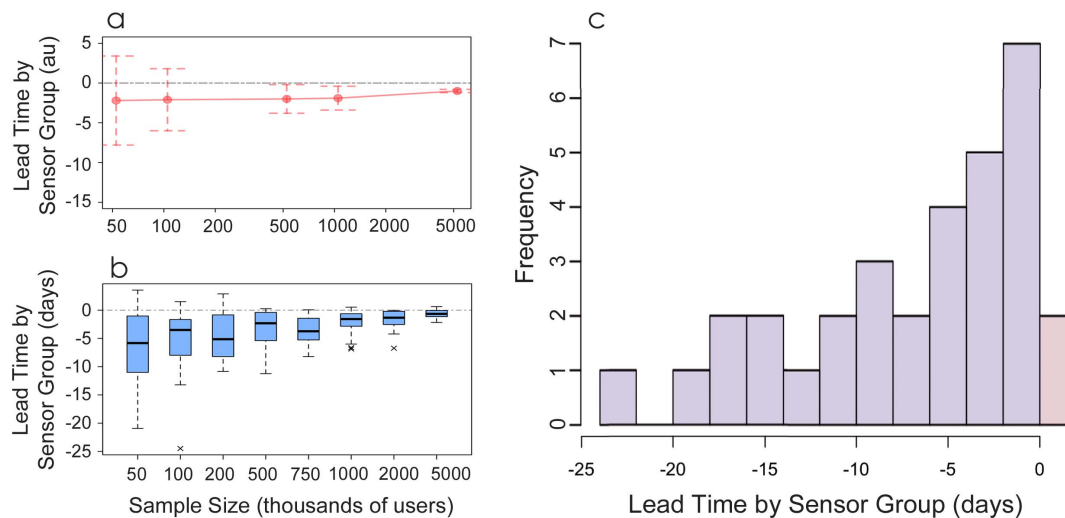 a
Lead Time by
Sensor Group (au)
5
0
-5
-10
-15
50 100 200 500 1000 2000 5000
b
Lead Time by
Sensor Group (days)
0
-5
-10
-15
-20
-25
50 100 200 500 750 1000 2000 5000
Sample Size (thousands of users)
c
Frequency
7
6
5
4
3
2
1
0
-25 -20 -15 -10 -5 0
Lead Time by Sensor Group (days)